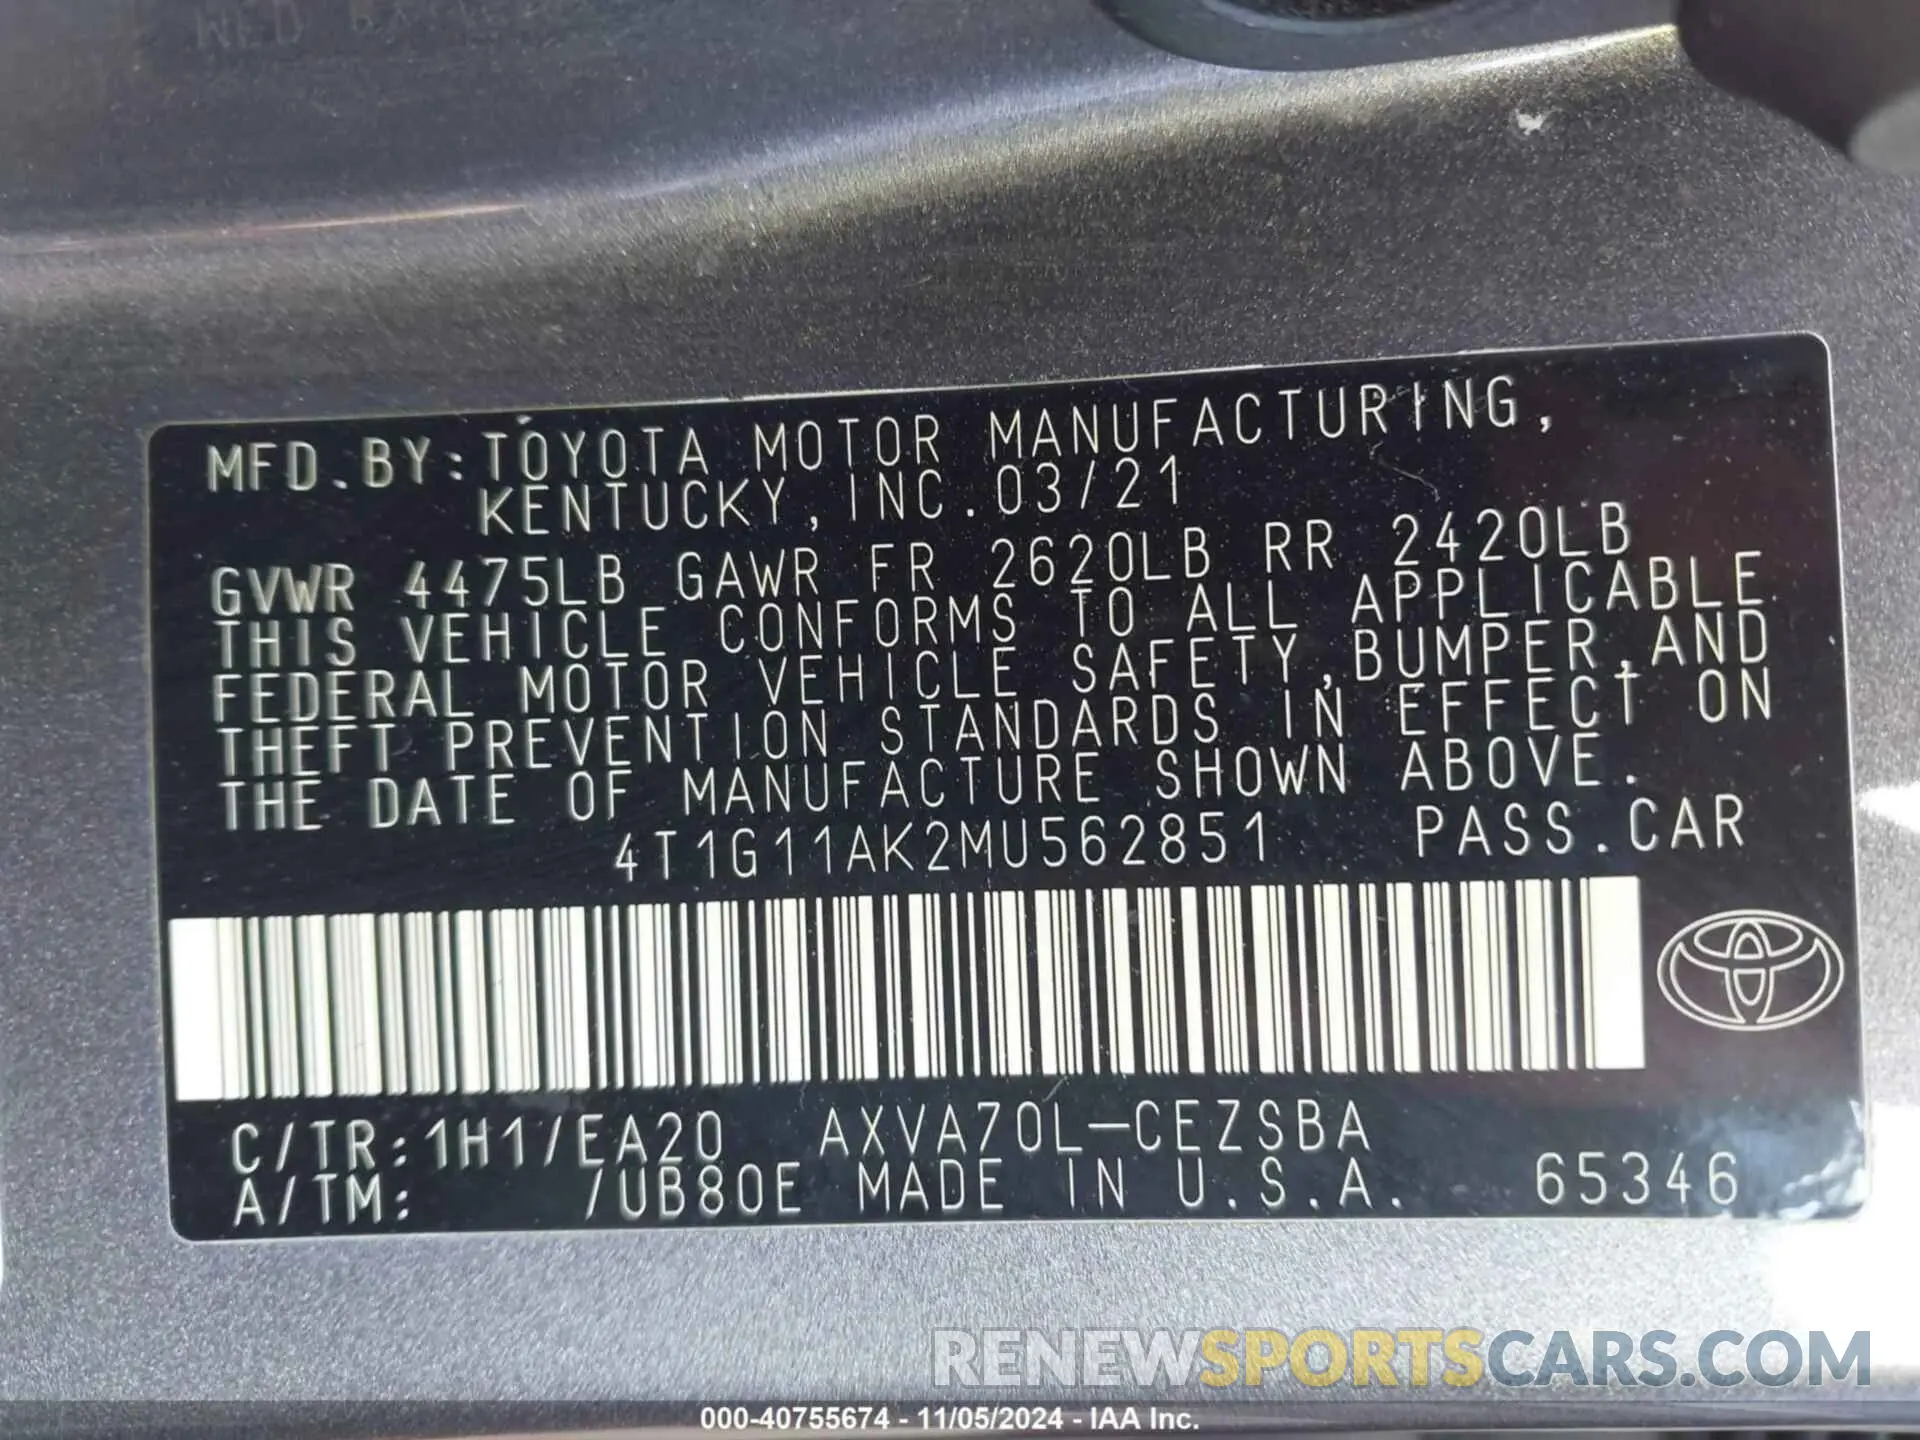 MFD.BY:TOYOTA MOTOR MANUFACTURING,
KENTUCKY,INC.03/21
GVWR 4475LB GAWR FR 2620LB RR 2420LB
THIS VEHICLE CONFORMS TO ALL APPLICABLE
FEDERAL MOTOR VEHICLE SAFETY,BUMPER,AND
THEFT PREVENTION STANDARDS IN EFFECT ON
THE DATE OF MANUFACTURE SHOWN ABOVE.
4T1G11AK2MU562851 PASS.CAR
C/TR:1H1/EA20 AXVA70L-CEZSBA
A/TM: /UB80E MADE IN U.S.A. 65346
RENEWSPORTSCARS.COM
000-40755674 - 11/05/2024 - IAA Inc.